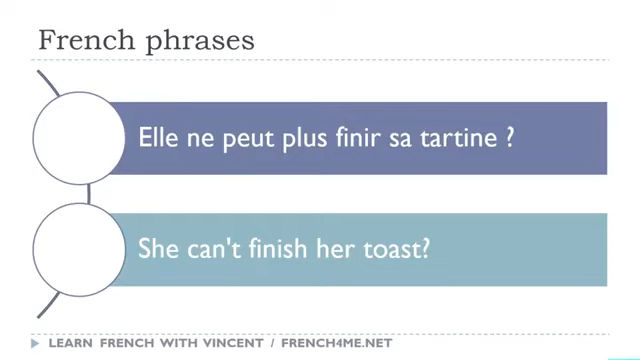 French phrases
Elle ne peut plus finir sa tartine ?
She can't finish her toast?
LEARN FRENCH WITH VINCENT / FRENCH4ME.NET